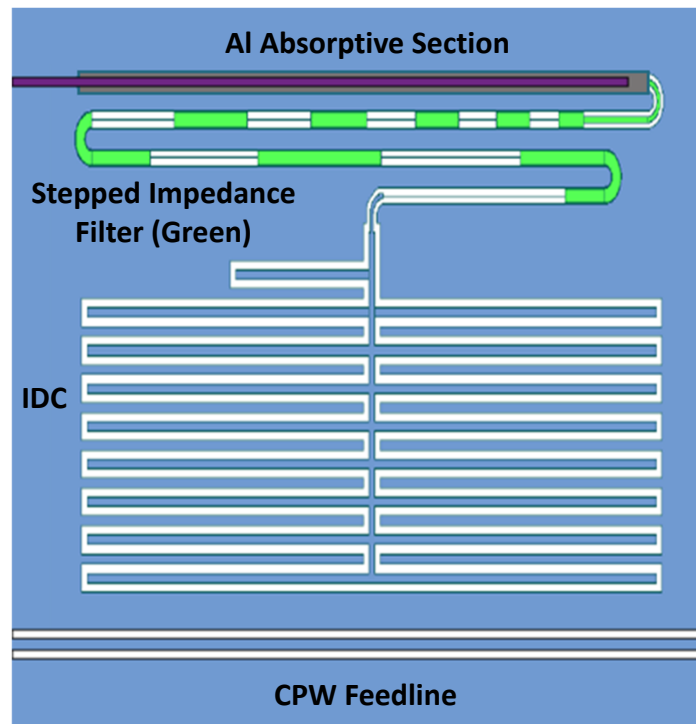 Al Absorptive Section
Stepped Impedance
Filter (Green)
IDC
CPW Feedline